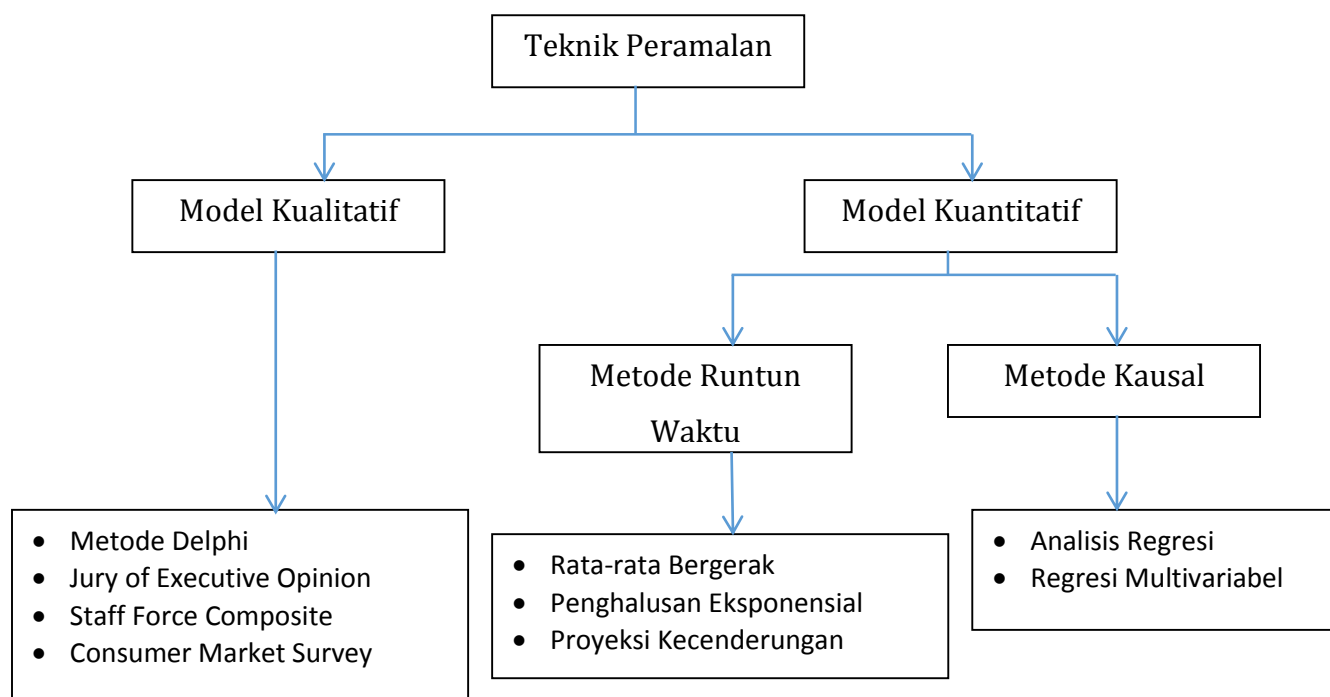 Teknik Peramalan
Model Kualitatif
Model Kuantitatif
Metode Runtun
Waktu
Metode Kausal
• Metode Delphi
• Jury of Executive Opinion
• Staff Force Composite
• Consumer Market Survey
• Rata-rata Bergerak
• Penghalusan Eksponensial
• Proyeksi Kecenderungan
• Analisis Regresi
• Regresi Multivariabel